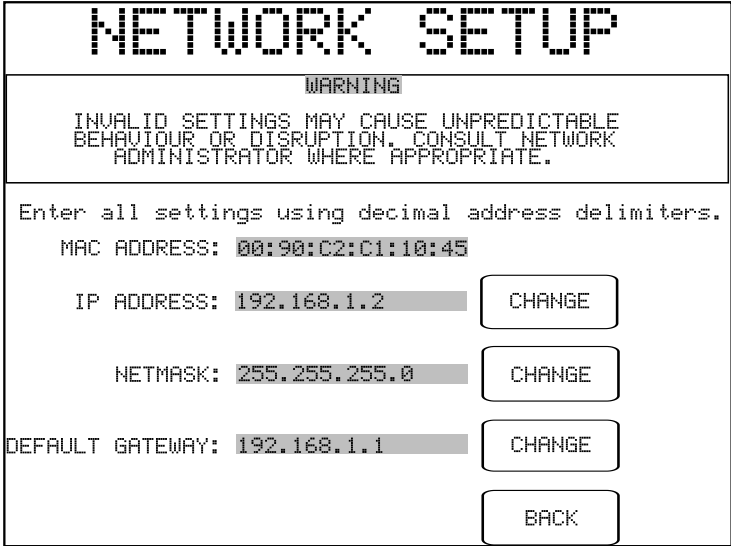 NETWORK SETUP
WARNING
INVALID SETTINGS MAY CAUSE UNPREDICTABLE
BEHAVIOUR OR DISRUPTION. CONSULT NETWORK
ADMINISTRATOR WHERE APPROPRIATE.
Enter all settings using decimal address delimiters.
MAC ADDRESS: 00:90:C2:C1:10:45
IP ADDRESS: 192.168.1.2 CHANGE
NETMASK: 255.255.255.0 CHANGE
DEFAULT GATEWAY: 192.168.1.1 CHANGE
BACK